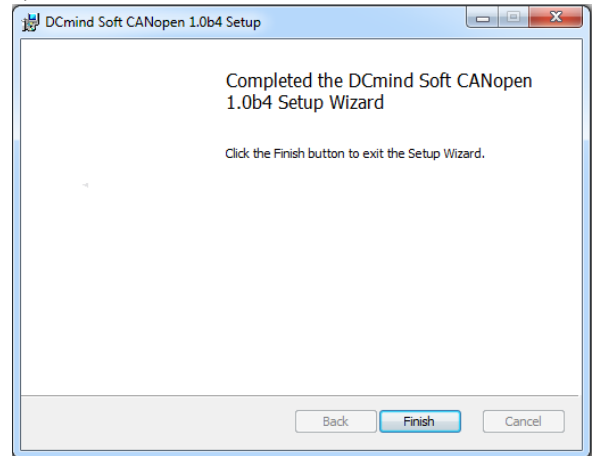 DCmind Soft CANopen 1.0b4 Setup
Completed the DCmind Soft CANopen
1.0b4 Setup Wizard
Click the Finish button to exit the Setup Wizard.
Back Finish Cancel